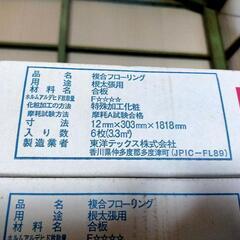 品名 複合フローリング
用途 根太張用
材料名 合板
ホルムアルデヒド放散量 F☆☆☆☆
化粧加工の方法 特殊加工化粧
摩耗試験方法 摩耗A試験合格
寸法 12mm×303mm×1818mm
入り数 6枚(3.3㎡)
製造業者 東洋テックス株式会社
香川県仲多度郡多度津町(JPIC-FL89)
品名 複合フローリング
用途 根太張用
材料名 合板